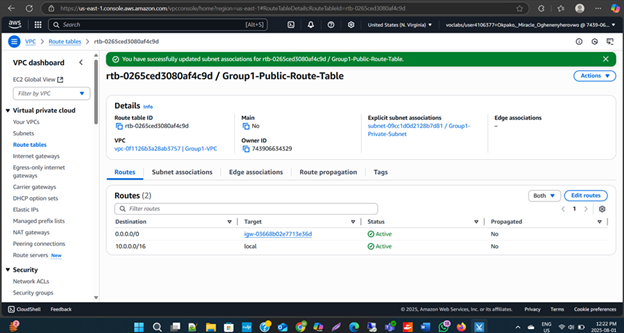 https://us-east-1.console.aws.amazon.com/vpcconsole/home?region=us-east-1#RouteTableDetails:RouteTableId=rtb-0265ced3080af4c9d
aws
Search
[Alt+S]
United States (N. Virginia)
voclabs/user4106377=Okpako,_Miracle_Oghenenyherovwo @ 7439-06...
VPC
Route tables
rtb-0265ced3080af4c9d
VPC dashboard
EC2 Global View
Filter by VPC
Virtual private cloud
Your VPCs
Subnets
Route tables
Internet gateways
Egress-only internet
gateways
Carrier gateways
DHCP option sets
Elastic IPs
Managed prefix lists
NAT gateways
Peering connections
Route servers New
Security
Network ACLs
Security groups
You have successfully updated subnet associations for rtb-0265ced3080af4c9d / Group1-Public-Route-Table.
rtb-0265ced3080af4c9d / Group1-Public-Route-Table
Actions
Details Info
Route table ID
rtb-0265ced3080af4c9d
Main
No
Explicit subnet associations
subnet-09cc1d0d2128b7d81 / Group1-
Private-Subnet
Edge associations
–
VPC
vpc-0f1126b3a28ab3757 | Group1-VPC
Owner ID
743906634329
Routes
Subnet associations
Edge associations
Route propagation
Tags
Routes (2)
Both
Edit routes
Filter routes
1
Destination
Target
Status
Propagated
0.0.0.0/0
igw-03668b02e7713e36d
Active
No
10.0.0.0/16
local
Active
No
CloudShell
Feedback
© 2025, Amazon Web Services, Inc. or its affiliates.
Privacy
Terms
Cookie preferences
ENG
US
12:22 PM
2025-08-01